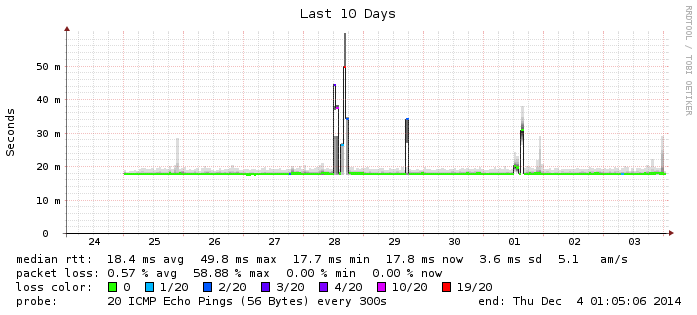 Last 10 Days
RRDTOOL / TOBI OETIKER
Seconds
50 m
40 m
30 m
20 m
10 m
0
24 25 26 27 28 29 30 01 02 03
median rtt: 18.4 ms avg 49.8 ms max 17.7 ms min 17.8 ms now 3.6 ms sd 5.1 am/s
packet loss: 0.57 % avg 58.88 % max 0.00 % min 0.00 % now
loss color: 0 1/20 2/20 3/20 4/20 10/20 19/20
probe: 20 ICMP Echo Pings (56 Bytes) every 300s end: Thu Dec 4 01:05:06 2014